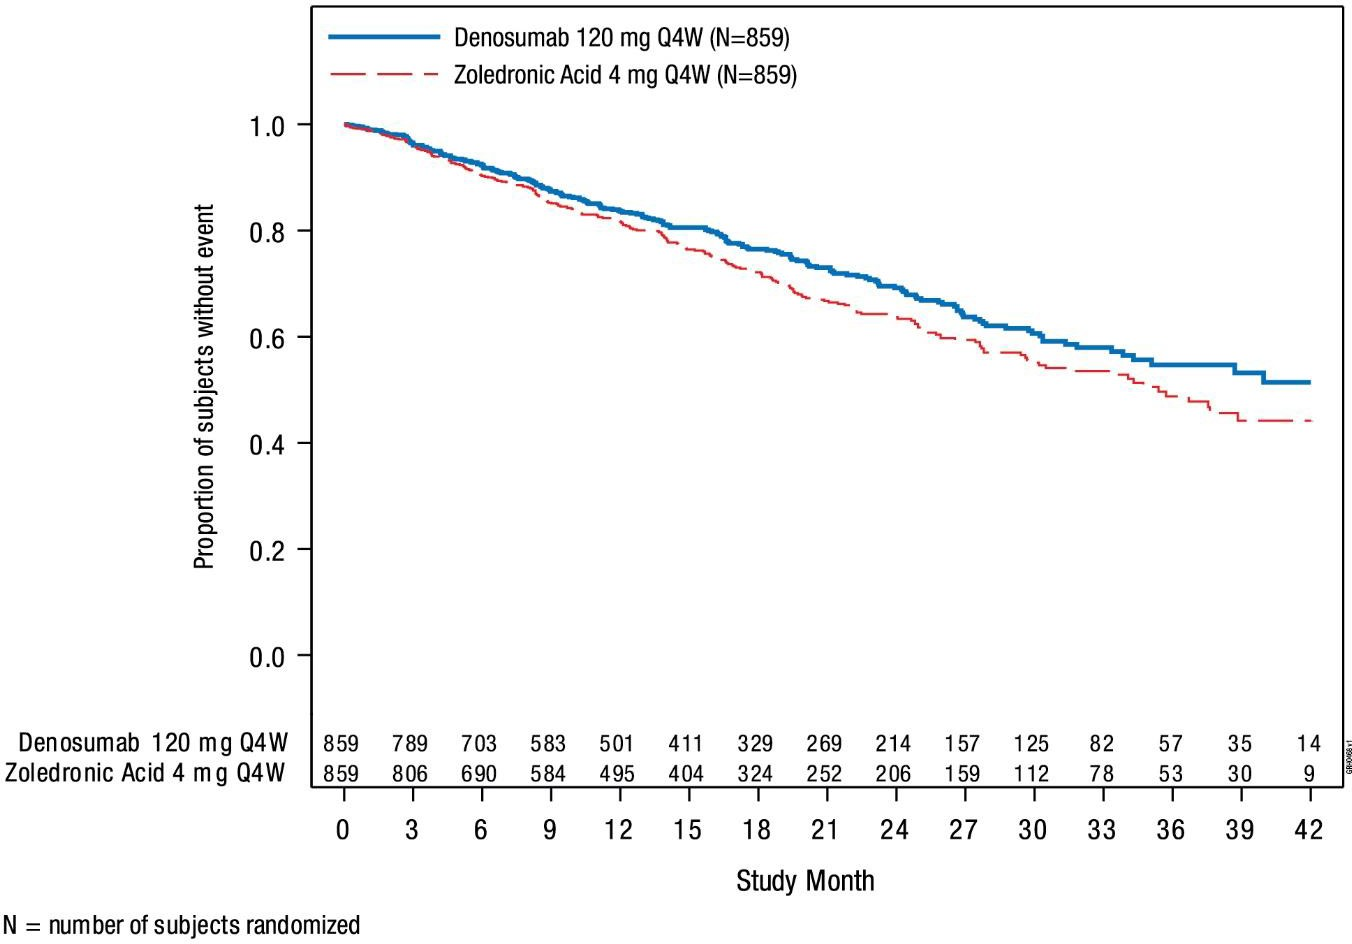 Denosumab 120 mg Q4W (N=859)
Zoledronic Acid 4 mg Q4W (N=859)
Proportion of subjects without event
1.0
0.8
0.6
0.4
0.2
0.0
Denosumab 120 mg Q4W 859 789 703 583 501 411 329 269 214 157 125 82 57 35 14
Zoledronic Acid 4 mg Q4W 859 806 690 584 495 404 324 252 206 159 112 78 53 30 9
0 3 6 9 12 15 18 21 24 27 30 33 36 39 42
Study Month
N = number of subjects randomized